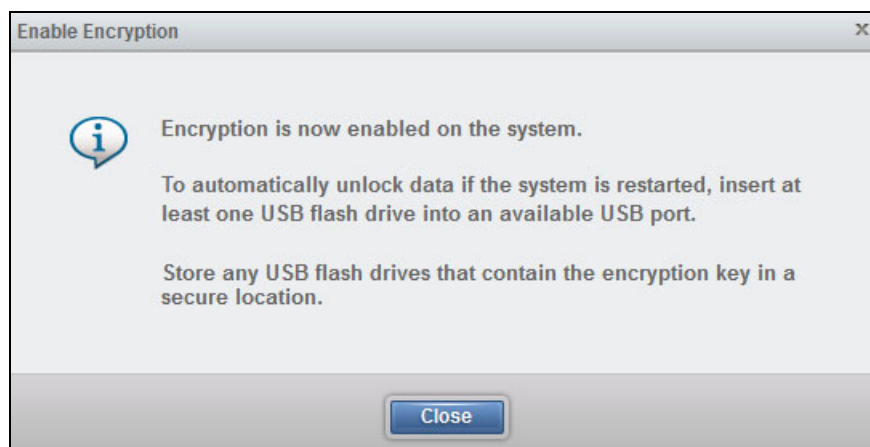 Enable Encryption
x
Encryption is now enabled on the system.
To automatically unlock data if the system is restarted, insert at
least one USB flash drive into an available USB port.
Store any USB flash drives that contain the encryption key in a
secure location.
Close